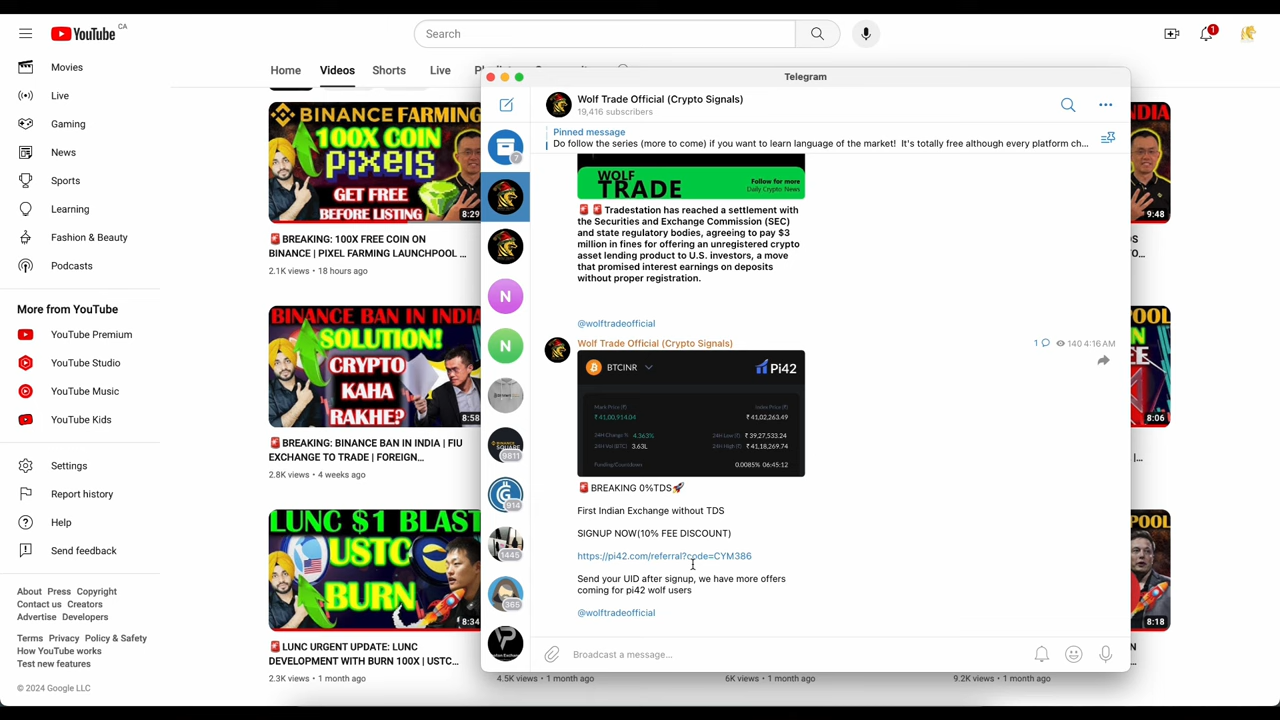 YouTube CA
Search
1
Home Videos Shorts Live
Movies
Live
Gaming
News
Sports
Learning
Fashion & Beauty
Podcasts
More from YouTube
YouTube Premium
YouTube Studio
YouTube Music
YouTube Kids
Settings
Report history
Help
Send feedback
About Press Copyright
Contact us Creators
Advertise Developers
Terms Privacy Policy & Safety
How YouTube works
Test new features
© 2024 Google LLC
BINANCE FARMING
100X COIN
PIXELS
GET FREE
BEFORE LISTING
8:29
🚨BREAKING: 100X FREE COIN ON
BINANCE | PIXEL FARMING LAUNCHPOOL ...
2.1K views • 18 hours ago
BINANCE BAN IN INDIA
SOLUTION!
CRYPTO
KAHA
RAKHE?
8:58
🚨BREAKING: BINANCE BAN IN INDIA | FIU
EXCHANGE TO TRADE | FOREIGN...
2.8K views • 4 weeks ago
LUNC $1 BLAST
USTC
BURN
8:34
🚨LUNC URGENT UPDATE: LUNC
DEVELOPMENT WITH BURN 100X | USTC...
2.3K views • 1 month ago
4.5K views • 1 month ago
6K views • 1 month ago
9.2K views • 1 month ago
9:48
8:06
8:18
Telegram
Wolf Trade Official (Crypto Signals)
19,416 subscribers
Pinned message
Do follow the series (more to come) if you want to learn language of the market! It's totally free although every platform ch...
7
N
N
9811
914
1445
365
WOLF
TRADE
Follow for more
Daily Crypto News
🚨 🚨 Tradestation has reached a settlement with
the Securities and Exchange Commission (SEC)
and state regulatory bodies, agreeing to pay $3
million in fines for offering an unregistered crypto
asset lending product to U.S. investors, a move
that promised interest earnings on deposits
without proper registration.
@wolftradeofficial
Wolf Trade Official (Crypto Signals)
1 140 4:16 AM
BTCINR Pi42
Mark Price (₹) Index Price (₹)
₹ 41,00,914.04 ₹ 41,02,263.49
24H Change % 4.363% 24H Low (₹) ₹ 39,27,533.24
24H Vol (BTC) 3.63L 24H High (₹) ₹ 41,18,269.74
Funding/Countdown 0.0085% 06:45:12
🚨BREAKING 0%TDS🚀
First Indian Exchange without TDS
SIGNUP NOW(10% FEE DISCOUNT)
https://pi42.com/referral?code=CYM386
Send your UID after signup, we have more offers
coming for pi42 wolf users
@wolftradeofficial
Broadcast a message...